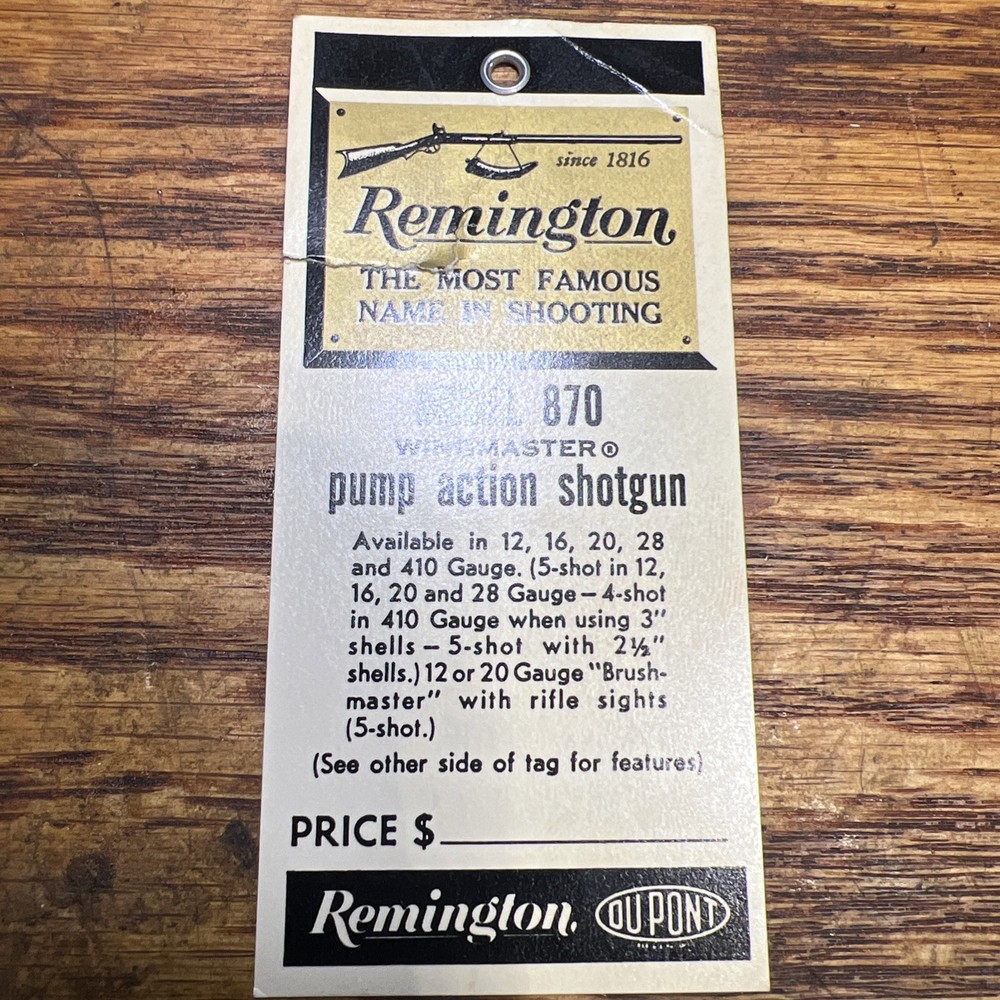 since 1816
Remington,
THE MOST FAMOUS
NAME IN SHOOTING
MODEL 870
WINGMASTER®
pump action shotgun
Available in 12, 16, 20, 28
and 410 Gauge. (5-shot in 12,
16, 20 and 28 Gauge – 4-shot
in 410 Gauge when using 3"
shells – 5-shot with 2½"
shells.) 12 or 20 Gauge "Brush-
master" with rifle sights
(5-shot.)
(See other side of tag for features)
PRICE $
Remington, DU PONT